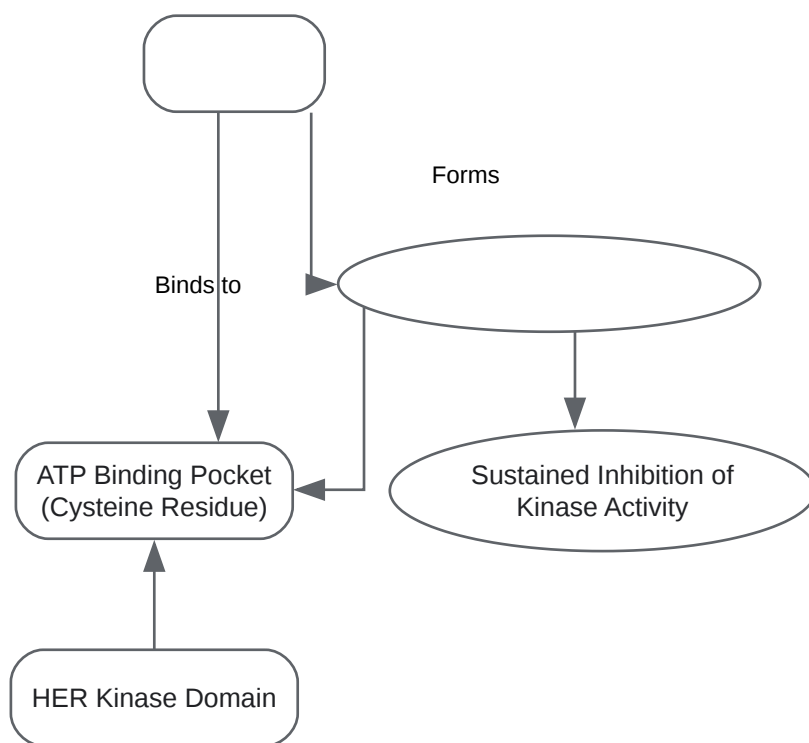 Forms
Binds to
ATP Binding Pocket
(Cysteine Residue)
Sustained Inhibition of
Kinase Activity
HER Kinase Domain